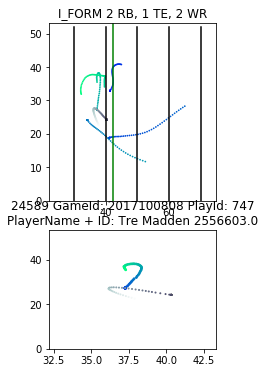 I_FORM 2 RB, 1 TE, 2 WR
50
40
30
20
10
0
40
60
24589 GameId: 2017100808 PlayId: 747
PlayerName + ID: Tre Madden 2556603.0
40
20
0
32.5 35.0 37.5 40.0 42.5